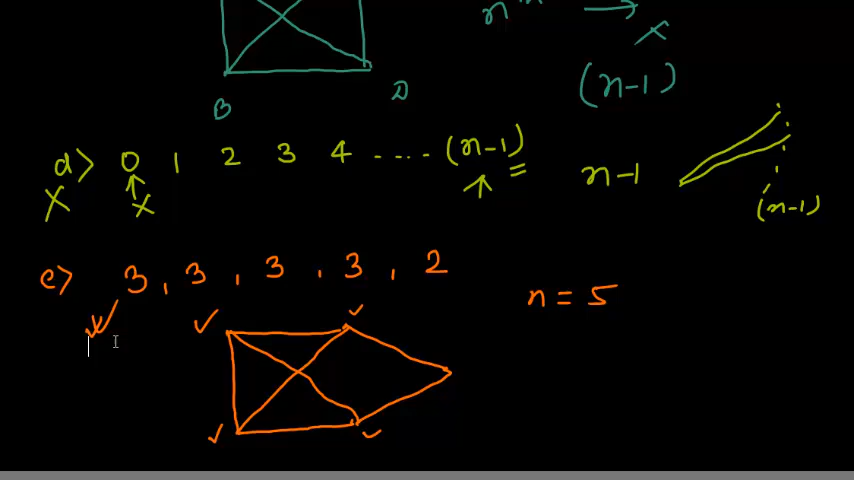 B D (n-1)
d> 0 1 2 3 4 ..... (n-1) n-1
X X (n-1)
e> 3, 3, 3, 3, 2 n = 5